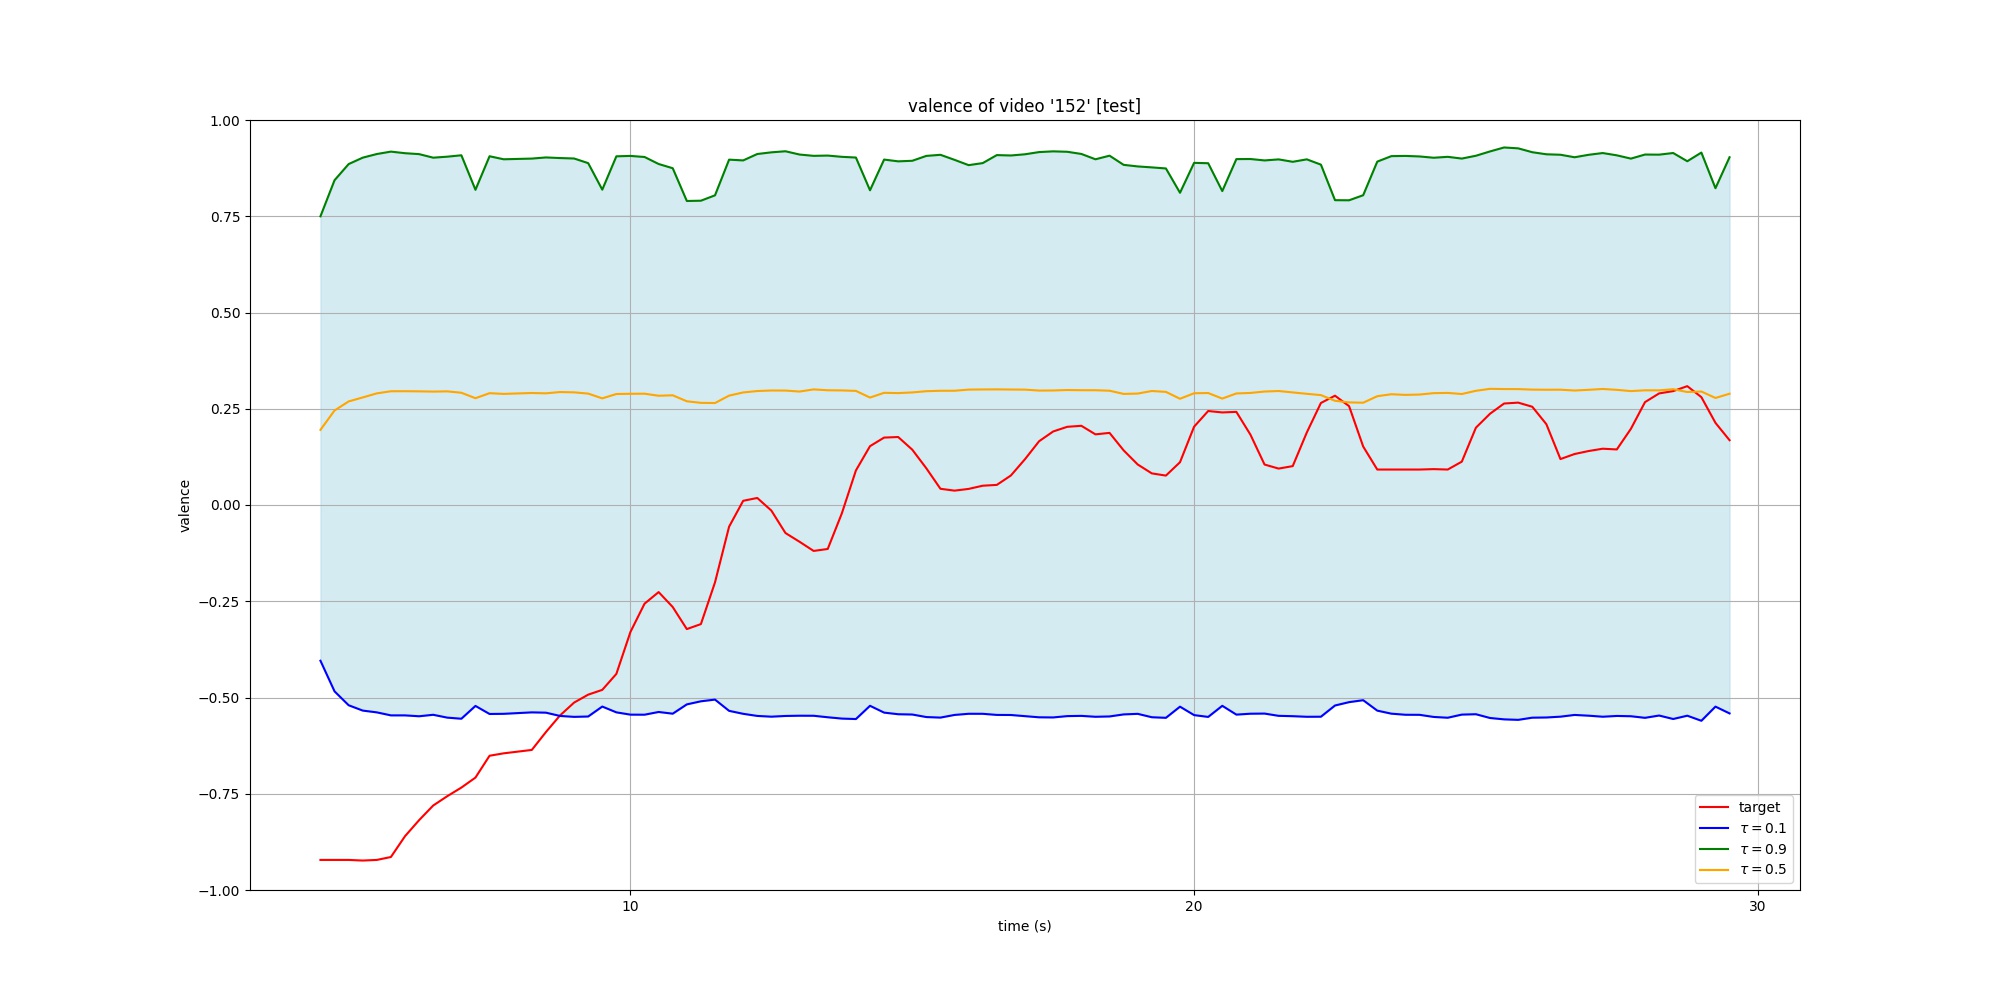 valence of video '152' [test]
1.00
0.75
0.50
0.25
0.00
−0.25
−0.50
−0.75
−1.00
valence
10
20
30
time (s)
target
τ = 0.1
τ = 0.9
τ = 0.5